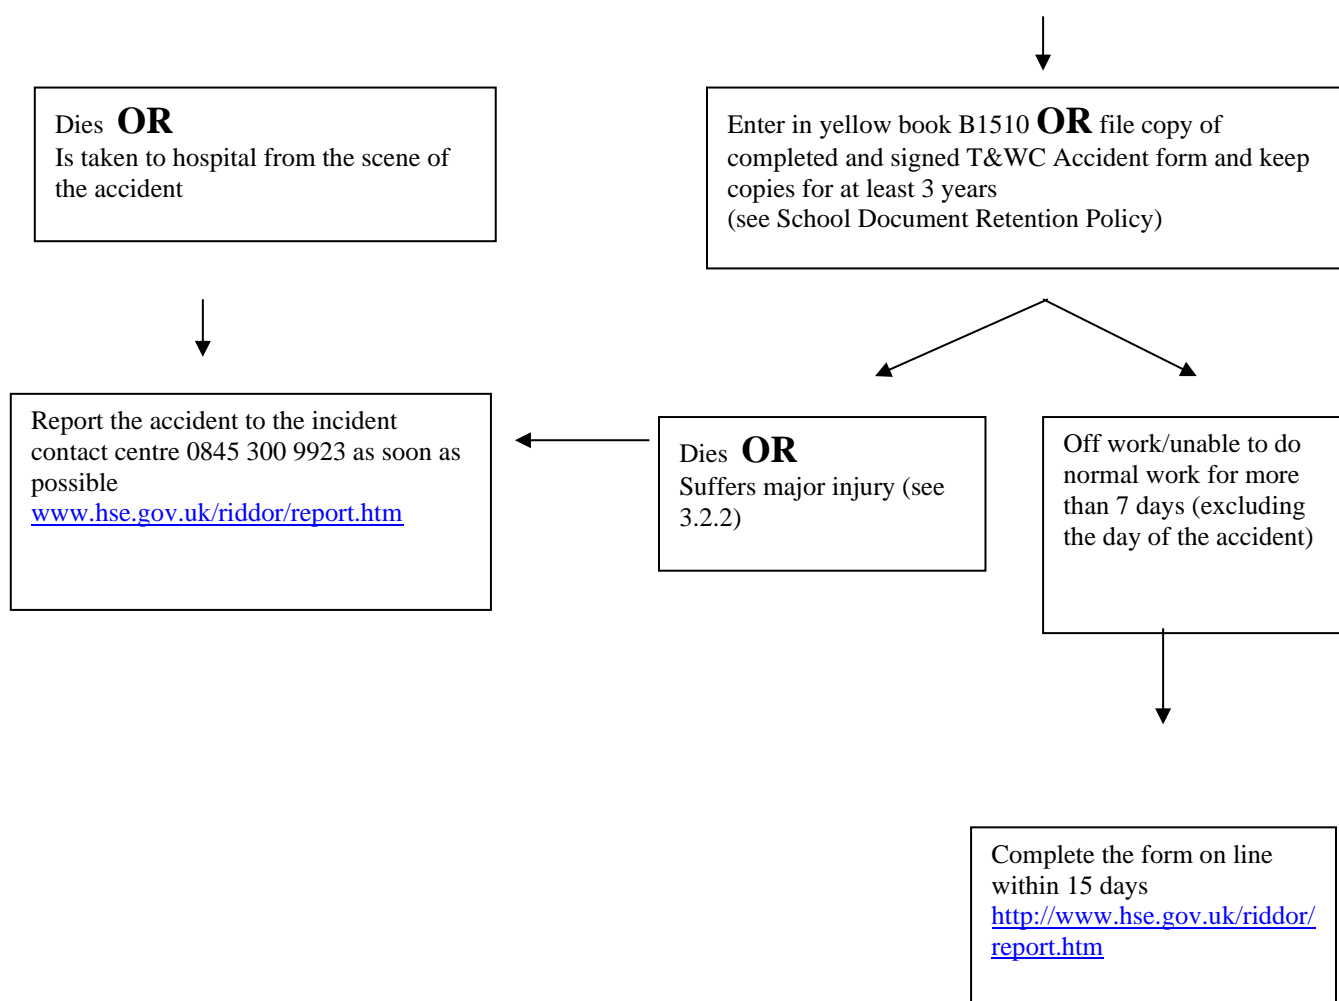 Dies OR
Is taken to hospital from the scene of
the accident
Enter in yellow book B1510 OR file copy of
completed and signed T&WC Accident form and keep
copies for at least 3 years
(see School Document Retention Policy)
Report the accident to the incident
contact centre 0845 300 9923 as soon as
possible
www.hse.gov.uk/riddor/report.htm
Dies OR
Suffers major injury (see
3.2.2)
Off work/unable to do
normal work for more
than 7 days (excluding
the day of the accident)
Complete the form on line
within 15 days
http://www.hse.gov.uk/riddor/
report.htm